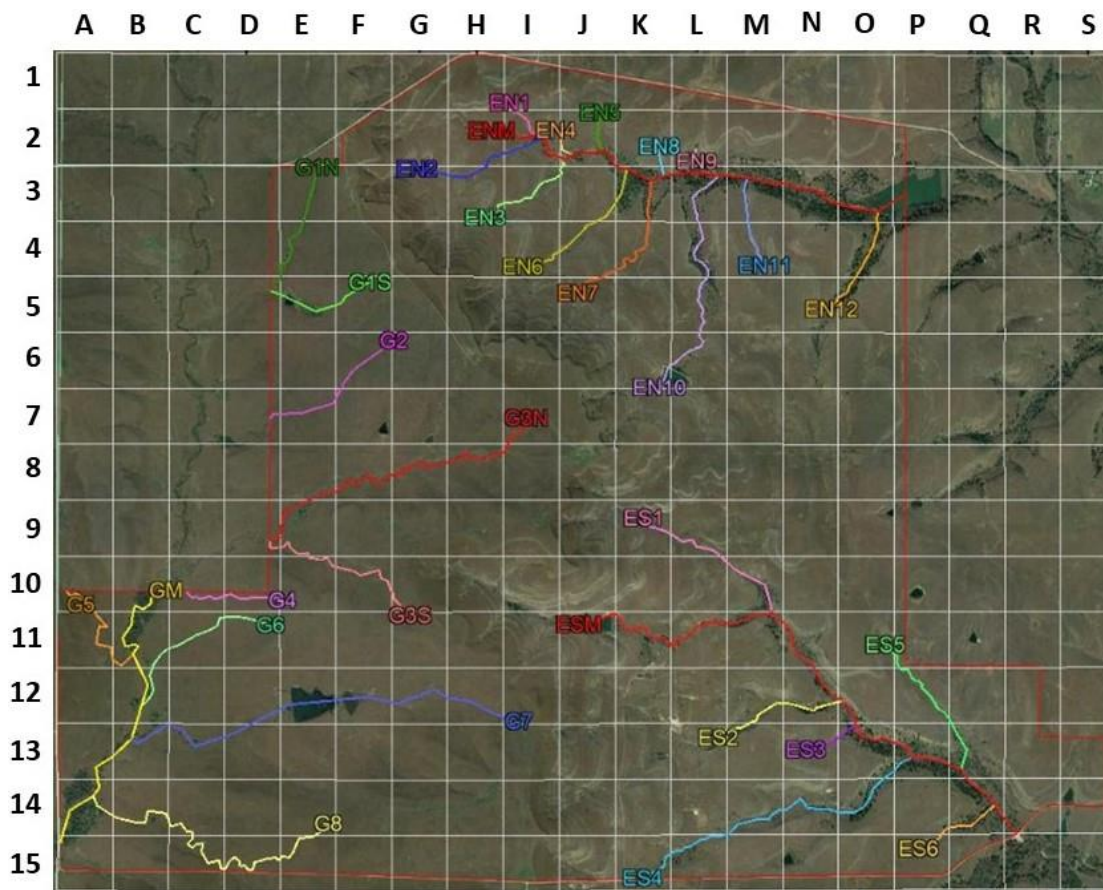 A B C D E F G H I J K L M N O P Q R S
1
EN1
EN5
2
ENM
EN4
EN8
EN9
G1N
EN2
3
EN3
4
EN6
EN11
G1S
EN7
5
EN12
G2
6
EN10
7
G3N
8
ES1
9
10
GM
G5
G4
G3S
G6
ESM
11
ES5
12
G7
ES2
13
ES3
14
G8
ES6
15
ES4